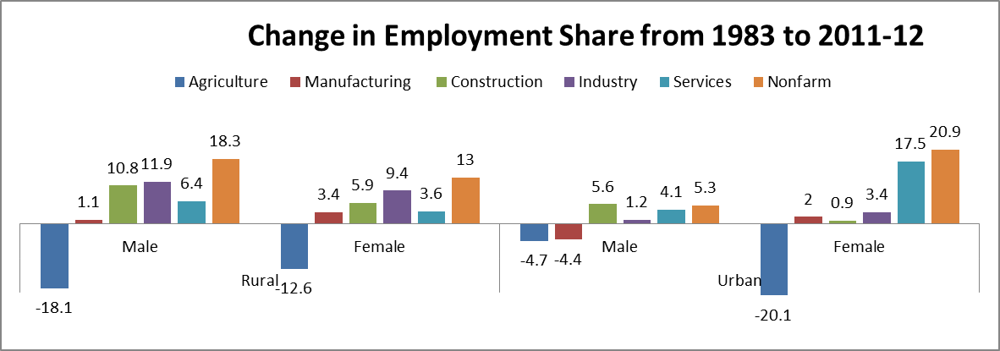 Change in Employment Share from 1983 to 2011-12
Agriculture Manufacturing Construction Industry Services Nonfarm
-18.1 1.1 10.8 11.9 6.4 18.3
-12.6 3.4 5.9 9.4 3.6 13
-4.7 -4.4 5.6 1.2 4.1 5.3
-20.1 2 0.9 3.4 17.5 20.9
Male Female Male Female
Rural Urban